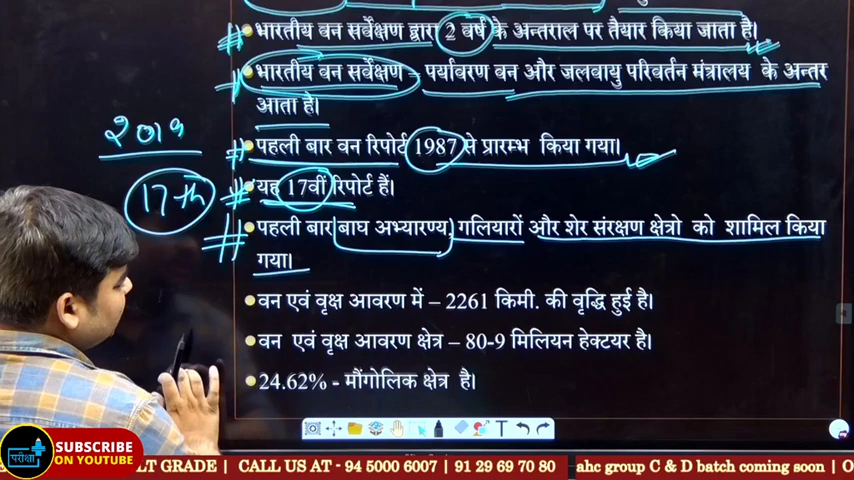 भारतीय वन सर्वेक्षण द्वारा 2 वर्ष के अन्तराल पर तैयार किया जाता है।
भारतीय वन सर्वेक्षण – पर्यावरण वन और जलवायु परिवर्तन मंत्रालय के अन्तर
आता है।
2019
पहली बार वन रिपोर्ट 1987 से प्रारम्भ किया गया।
17th
यह 17वीं रिपोर्ट हैं।
पहली बार बाघ अभ्यारण्य, गलियारों और शेर संरक्षण क्षेत्रो को शामिल किया
गया।
वन एवं वृक्ष आवरण में – 2261 किमी. की वृद्धि हुई है।
वन एवं वृक्ष आवरण क्षेत्र – 80-9 मिलियन हेक्टयर है।
24.62% - मौंगोलिक क्षेत्र है।
T
परीक्षा
SUBSCRIBE
ON YOUTUBE
LT GRADE | CALL US AT - 94 5000 6007 | 91 29 69 70 80 ahc group C & D batch coming soon | O